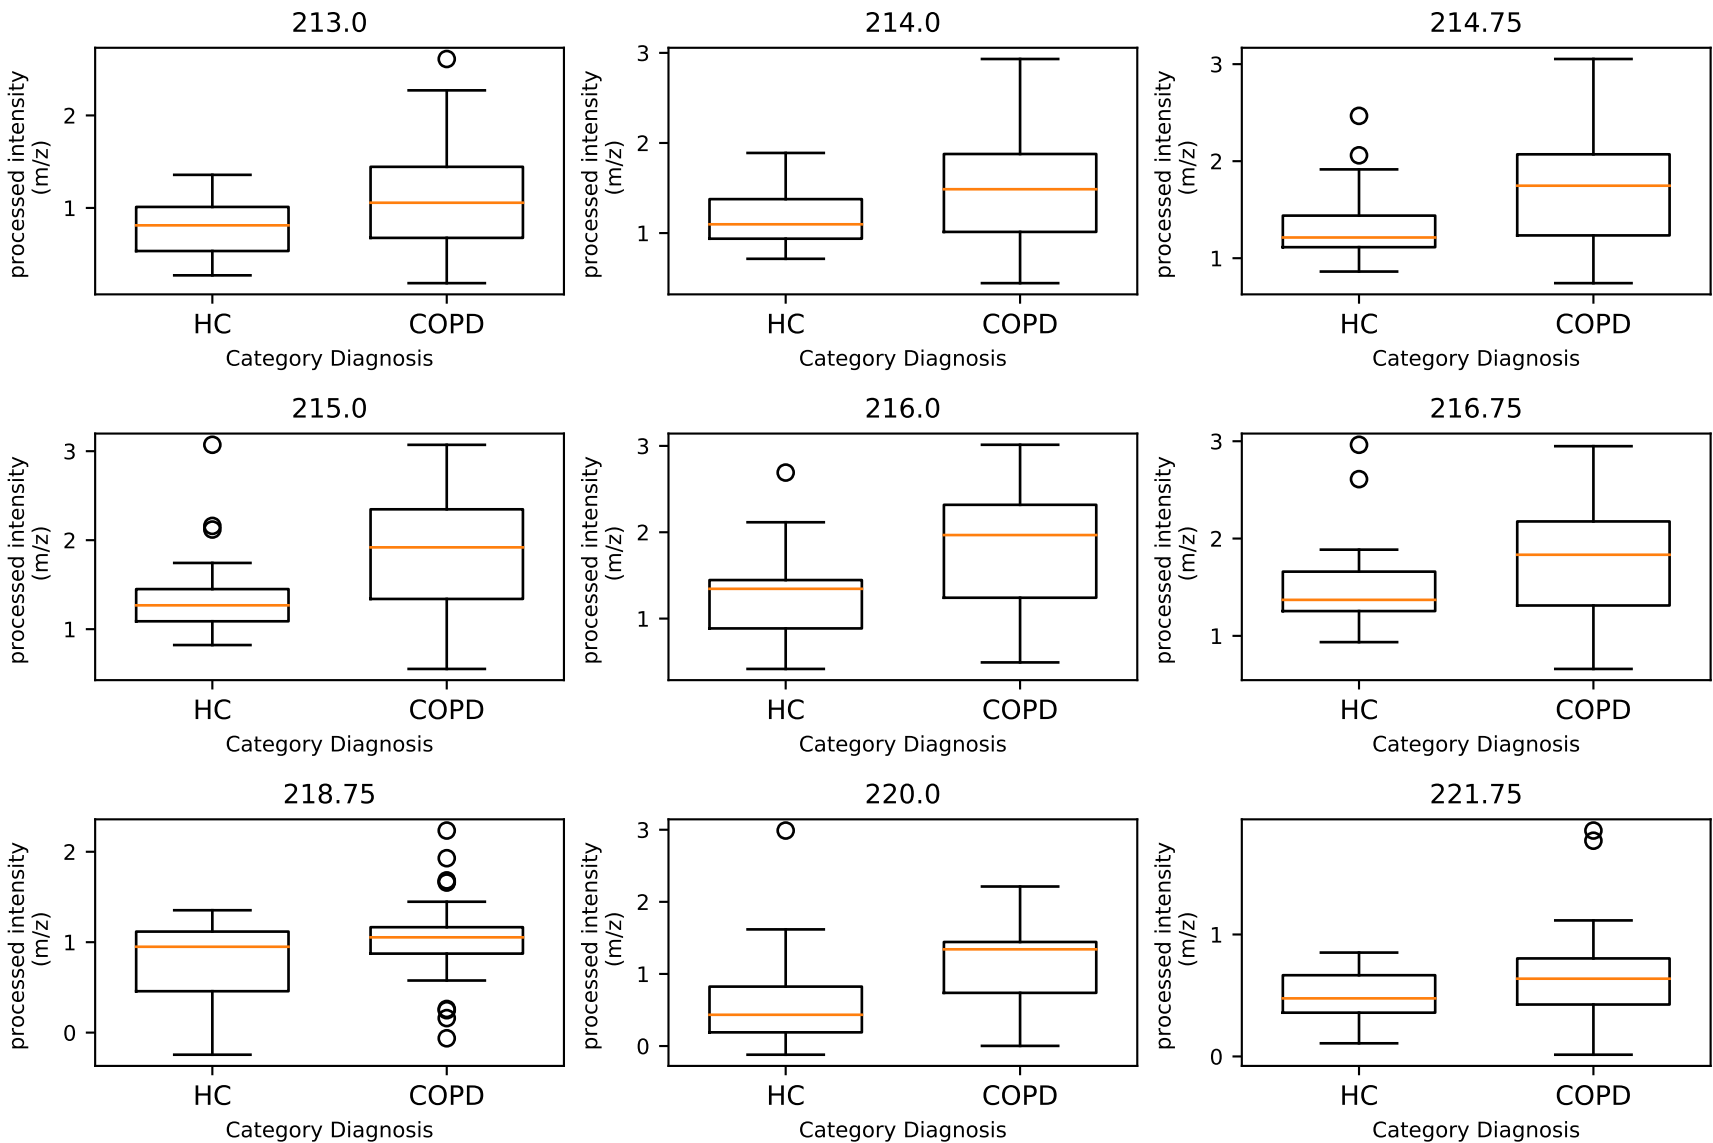 213.0
processed intensity
(m/z)
2
1
HC
COPD
Category Diagnosis
214.0
processed intensity
(m/z)
3
2
1
HC
COPD
Category Diagnosis
214.75
processed intensity
(m/z)
3
2
1
HC
COPD
Category Diagnosis
215.0
processed intensity
(m/z)
3
2
1
HC
COPD
Category Diagnosis
216.0
processed intensity
(m/z)
3
2
1
HC
COPD
Category Diagnosis
216.75
processed intensity
(m/z)
3
2
1
HC
COPD
Category Diagnosis
218.75
processed intensity
(m/z)
2
1
0
HC
COPD
Category Diagnosis
220.0
processed intensity
(m/z)
3
2
1
0
HC
COPD
Category Diagnosis
221.75
processed intensity
(m/z)
1
0
HC
COPD
Category Diagnosis